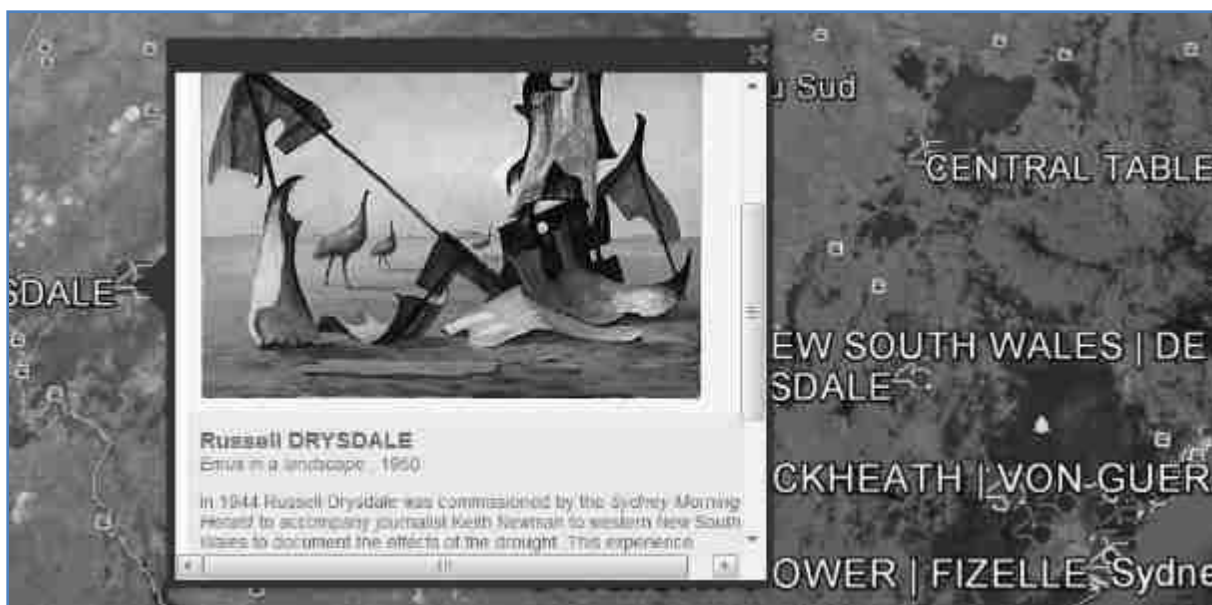 u Sud
CENTRAL TABLE
SDALE
EW SOUTH WALES | DE
SDALE
CKHEATH | VON GUER
OWER | FIZELLE Sydne
Russell DRYSDALE
Emus in a landscape , 1950
In 1944 Russell Drysdale was commissioned by the Sydney Morning
Herald to accompany journalist Keith Newman to western New South
Wales to document the effects of the drought. This experience